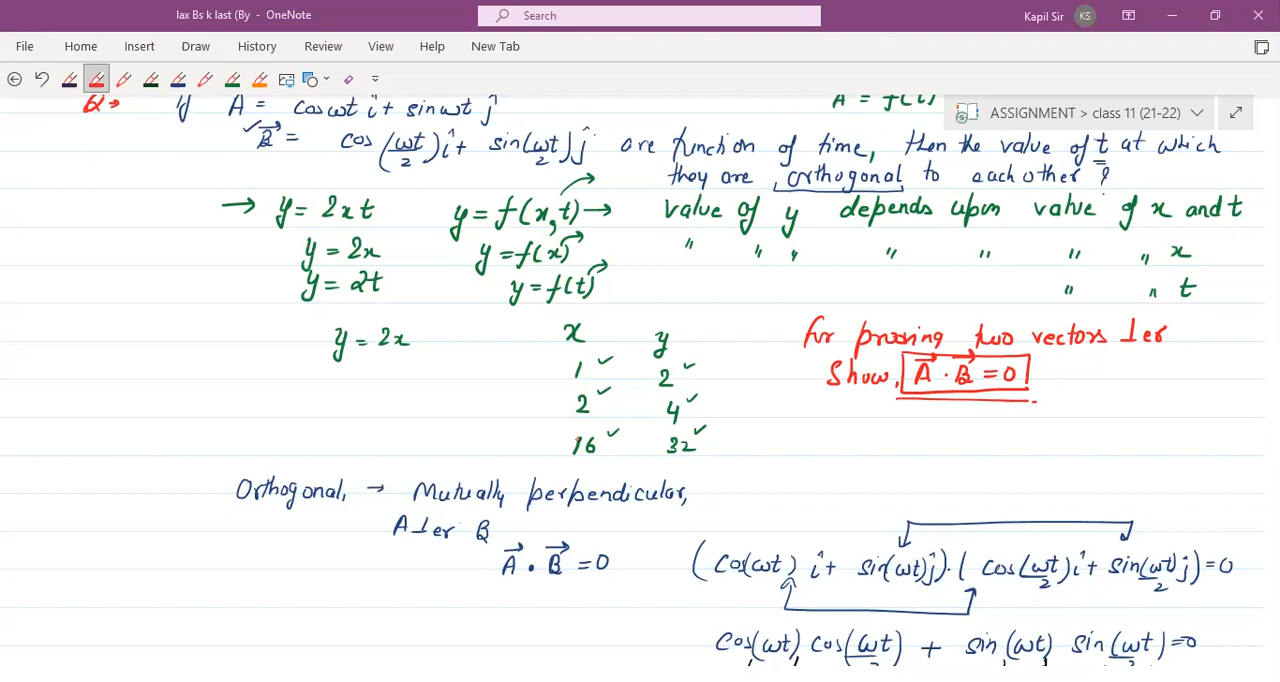 lax Bs k last (By - OneNote
Search
Kapil Sir KS
File Home Insert Draw History Review View Help New Tab
ASSIGNMENT > class 11 (21-22)
Q→ If A = cosωt î + sinωt ĵ A = f(t)
B⃗ = cos(ωt/2)î + sin(ωt/2)ĵ are function of time, then the value of t at which
they are orthogonal to each other ?
→ y = 2xt y = f(x,t) → value of y depends upon value of x and t
y = 2x y = f(x) " " " " " " " x
y = 2t y = f(t) " " t
y = 2x x y
1 2
2 4
16 32
for proving two vectors ⊥er
Show, A⃗ · B⃗ = 0!
Orthogonal, → Mutually perpendicular,
A ⊥er B
A⃗ · B⃗ = 0
(cos(ωt) î + sin(ωt)ĵ) · (cos(ωt/2)î + sin(ωt/2)ĵ) = 0
cos(ωt) cos(ωt/2) + sin(ωt) sin(ωt/2) = 0